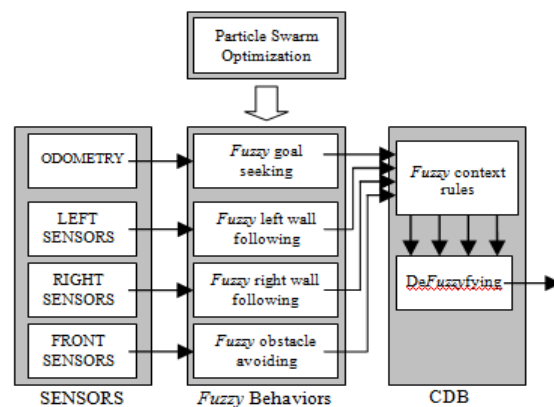 Particle Swarm
Optimization
ODOMETRY
Fuzzy goal
seeking
Fuzzy context
rules
LEFT
SENSORS
Fuzzy left wall
following
RIGHT
SENSORS
Fuzzy right wall
following
DeFuzzyfying
FRONT
SENSORS
Fuzzy obstacle
avoiding
SENSORS
Fuzzy Behaviors
CDB